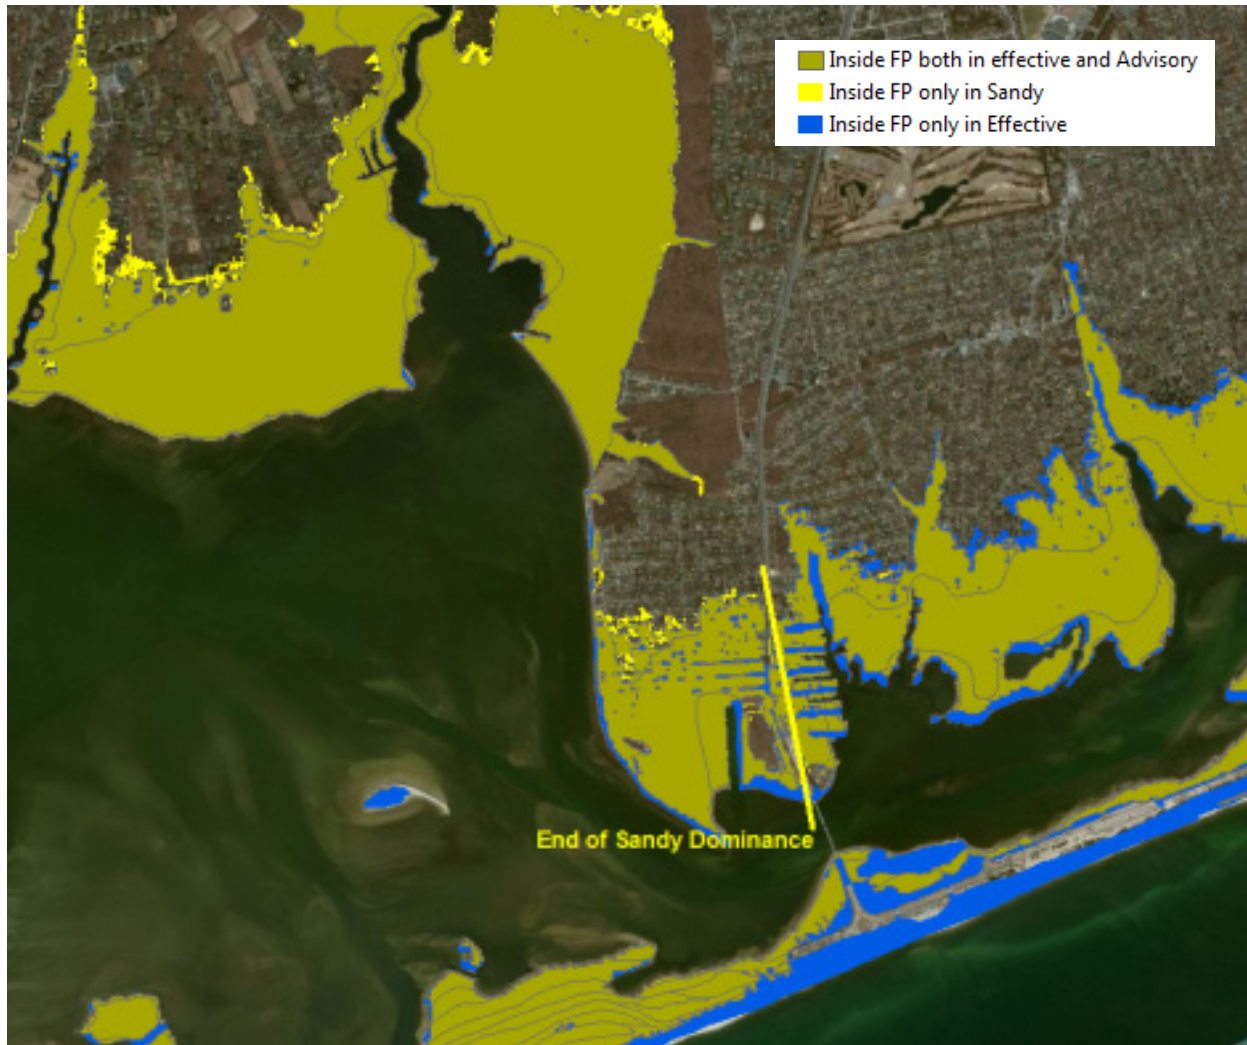 Inside FP both in effective and Advisory
Inside FP only in Sandy
Inside FP only in Effective
End of Sandy Dominance